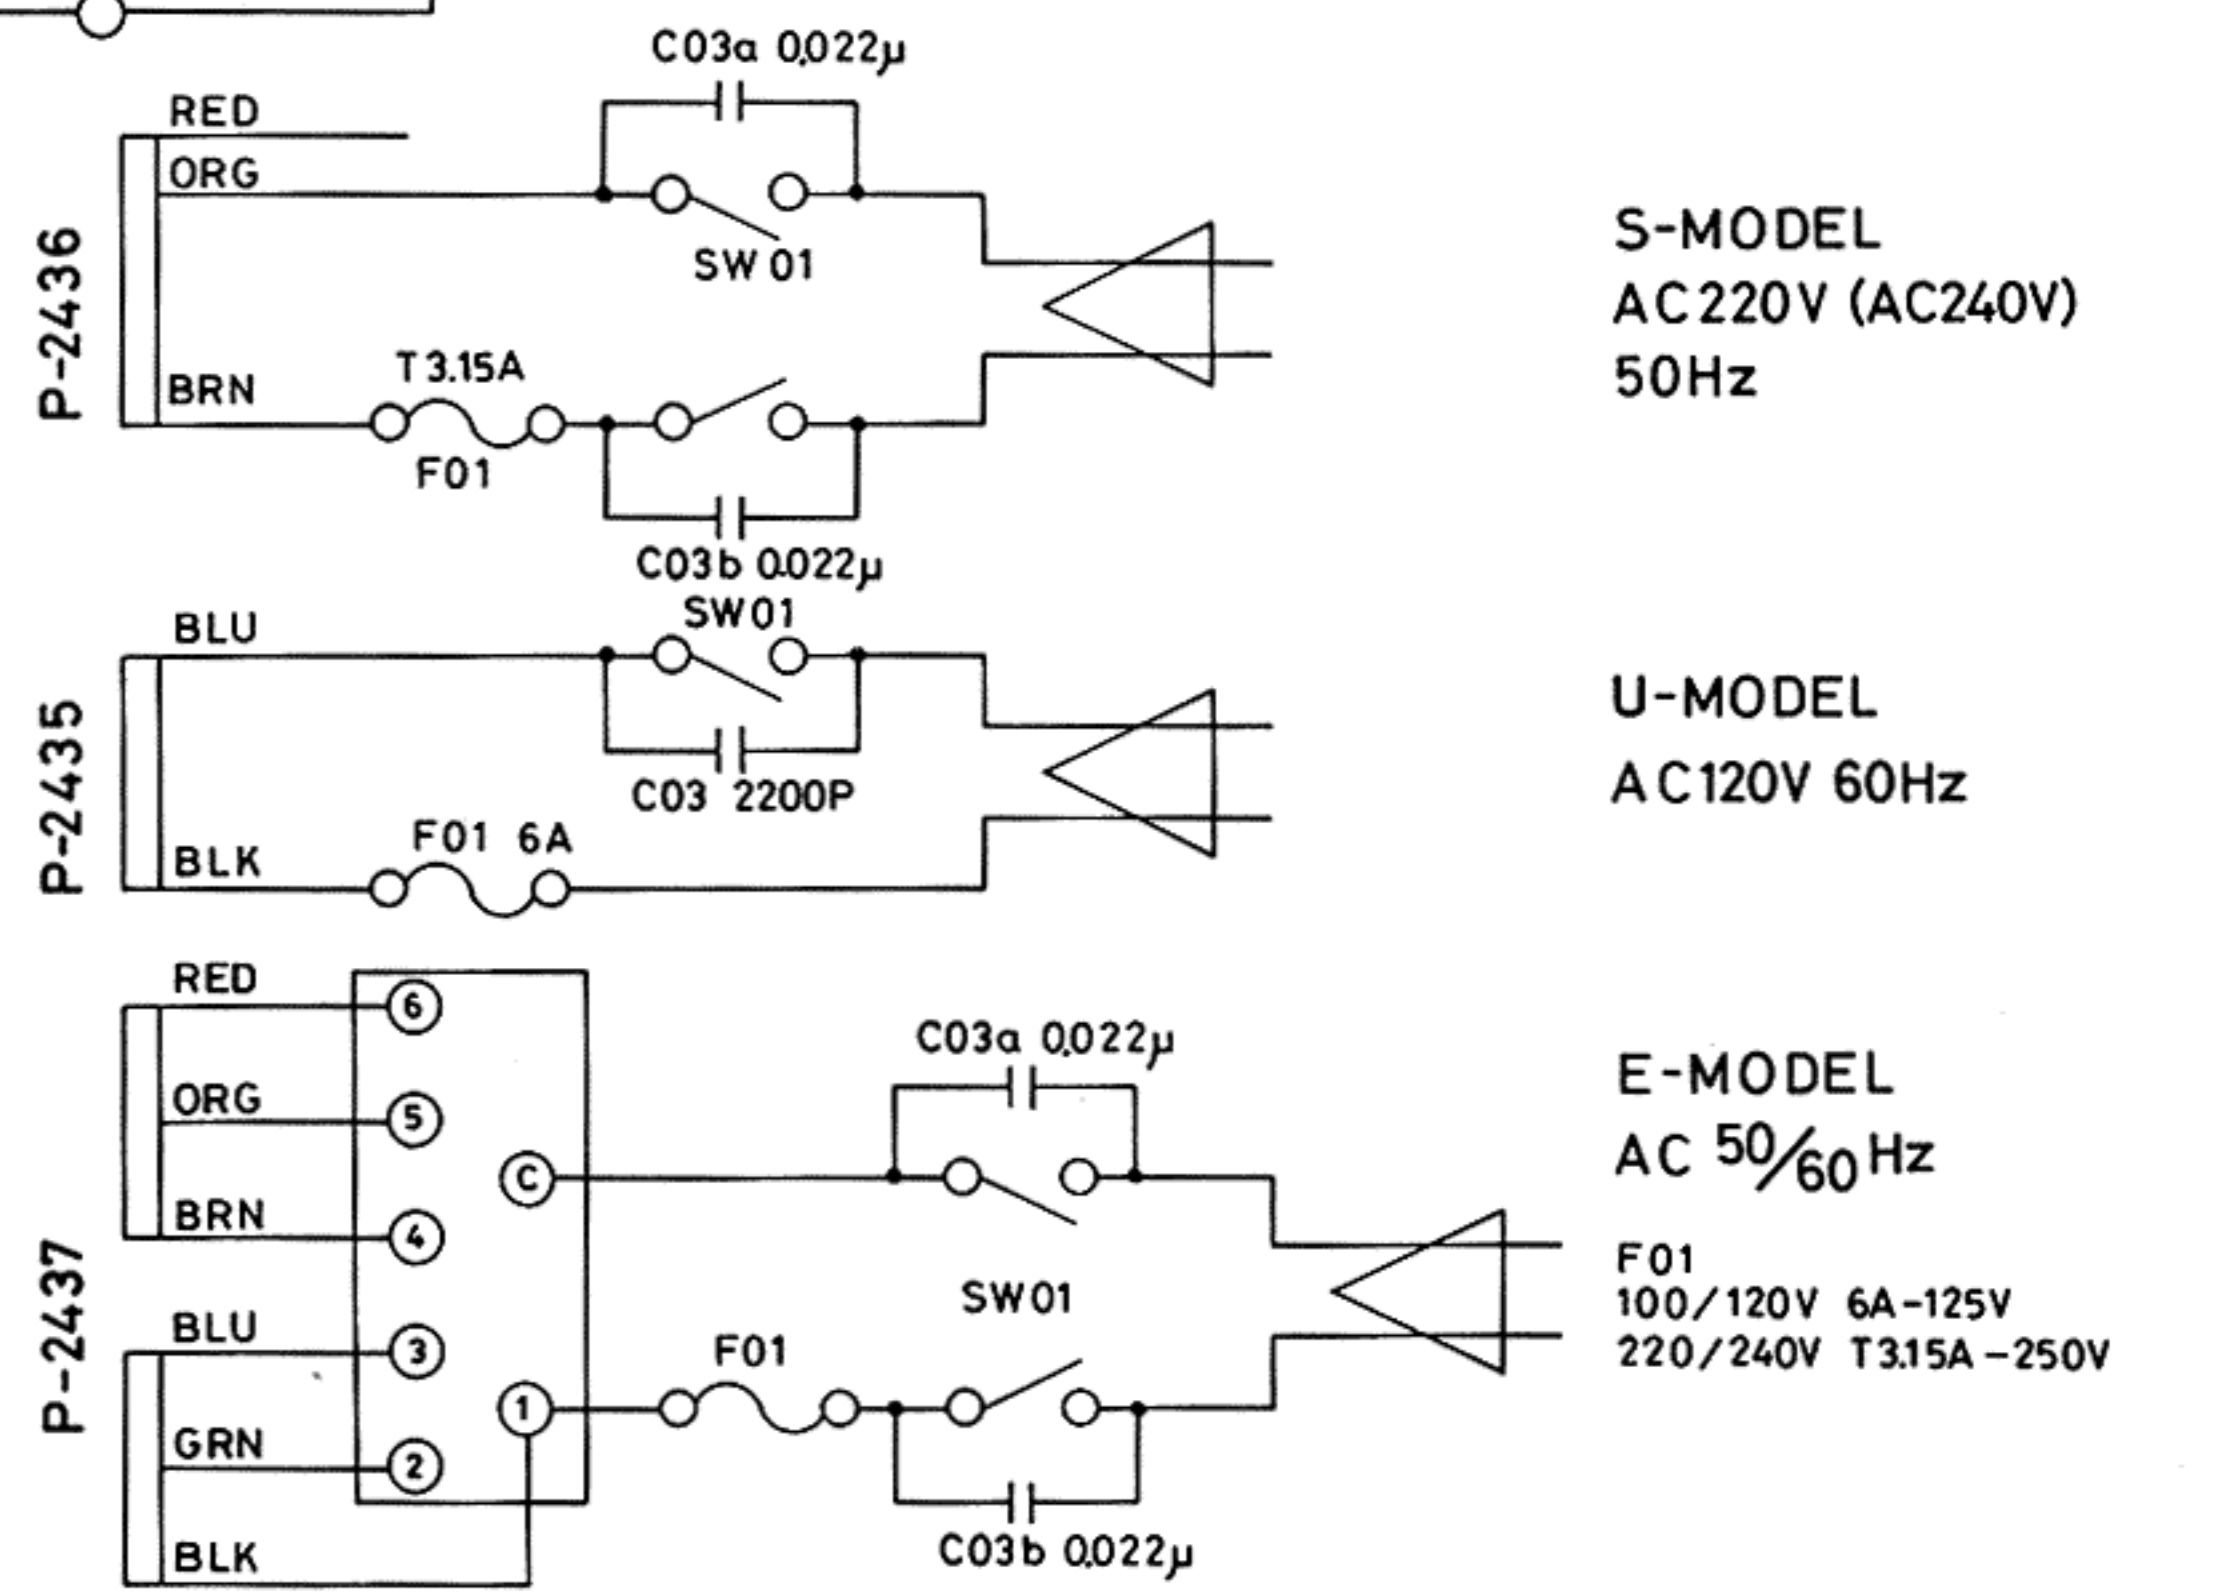 C03a 0.022μ
RED
ORG
SW01
P-2436
T3.15A
BRN
F01
C03b 0.022μ
S-MODEL
AC220V (AC240V)
50Hz
SW01
BLU
P-2435
C03 2200P
F01 6A
BLK
U-MODEL
AC120V 60Hz
RED
6
ORG
5
C
BRN
4
P-2437
BLU
3
1
GRN
2
BLK
C03a 0.022μ
SW01
F01
C03b 0.022μ
E-MODEL
AC 50/60 Hz
F01
100/120V 6A-125V
220/240V T3.15A-250V